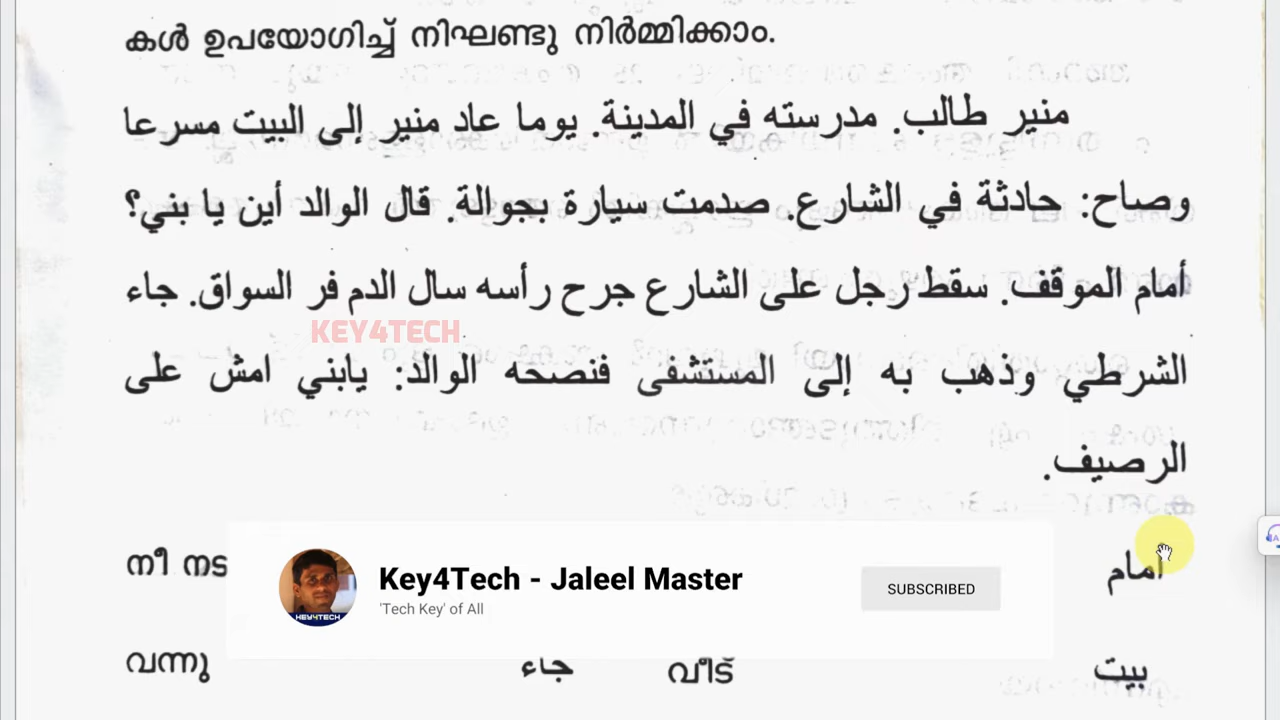 കൾ ഉപയോഗിച്ച് നിഘണ്ടു നിർമ്മിക്കാം.
منير طالب. مدرسته في المدينة. يوما عاد منير إلى البيت مسرعا
وصاح: حادثة في الشارع. صدمت سيارة بجوالة. قال الوالد أين يا بني؟
أمام الموقف. سقط رجل على الشارع جرح رأسه سال الدم فر السواق. جاء
KEY4TECH
الشرطي وذهب به إلى المستشفى فنصحه الوالد: يابني امش على
الرصيف.
أمام
നീ നട
Key4Tech - Jaleel Master
SUBSCRIBED
'Tech Key' of All
KEY4TECH
بيت വീട് جاء വന്നു